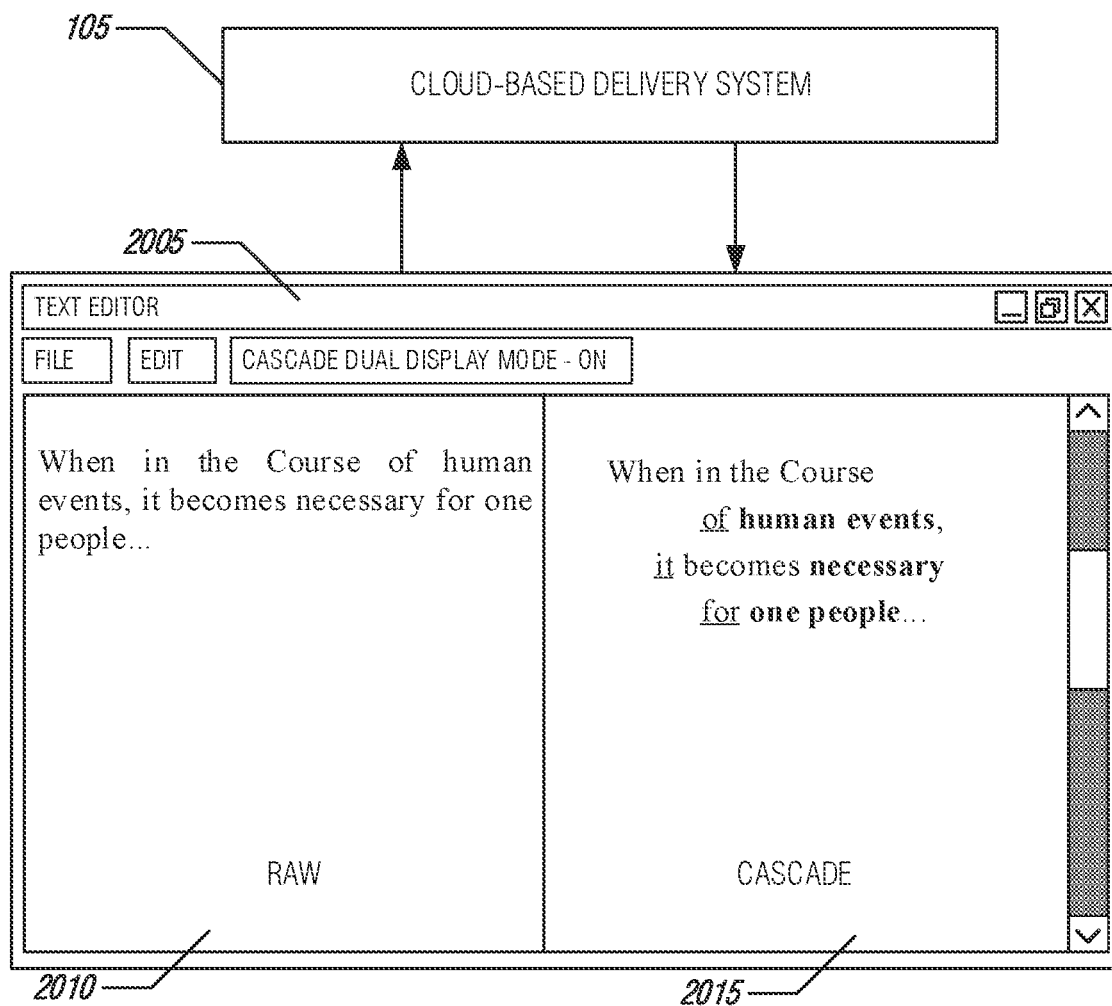 105
CLOUD-BASED DELIVERY SYSTEM
2005
TEXT EDITOR
FILE EDIT CASCADE DUAL DISPLAY MODE - ON
When in the Course of human
events, it becomes necessary for one
people...
RAW
When in the Course
of human events,
it becomes necessary
for one people...
CASCADE
2010
2015